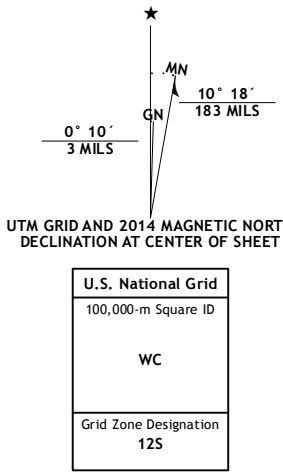 MN
GN
10° 18´
183 MILS
0° 10´
3 MILS
UTM GRID AND 2014 MAGNETIC NORT
DECLINATION AT CENTER OF SHEET
U.S. National Grid
100,000-m Square ID
WC
Grid Zone Designation
12S